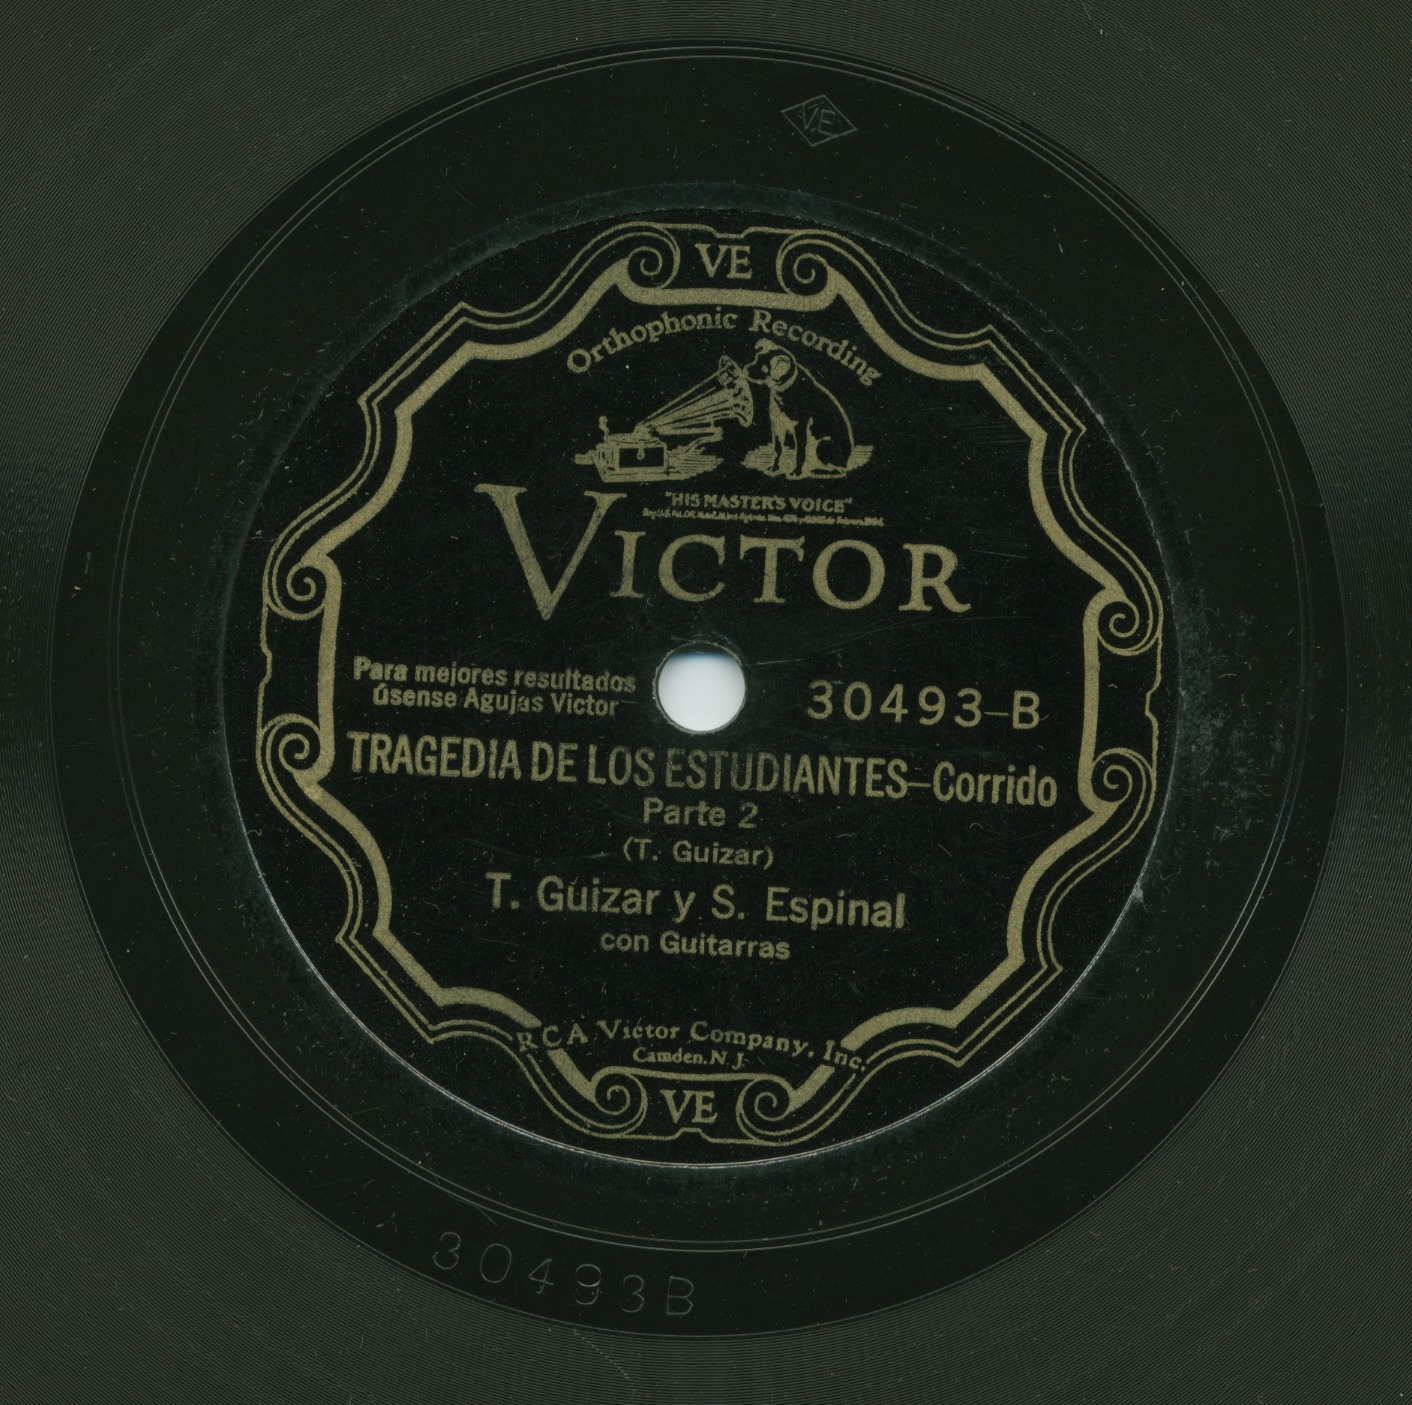 VE
VE
Orthophonic Recording
"HIS MASTER'S VOICE"
VICTOR
Para mejores resultados
úsense Agujas Victor
30493-B
TRAGEDIA DE LOS ESTUDIANTES—Corrido
Parte 2
(T. Guizar)
T. Guizar y S. Espinal
con Guitarras
RCA Victor Company, Inc.
Camden. N. J.
VE
30493B